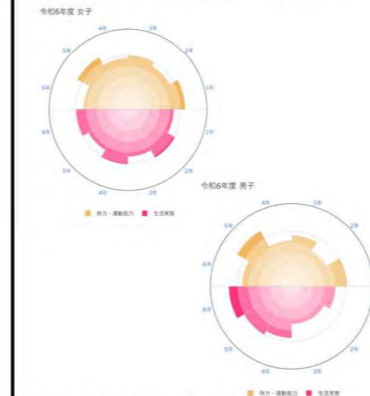 令和6年度 女子
4年 3年
5年 2年
6年 1年
6年 1年
5年 2年
4年 3年
体力・運動能力 生活実態
令和6年度 男子
4年 3年
5年 2年
6年
6年
5年 2年
4年 3年
体力・運動能力 生活実態